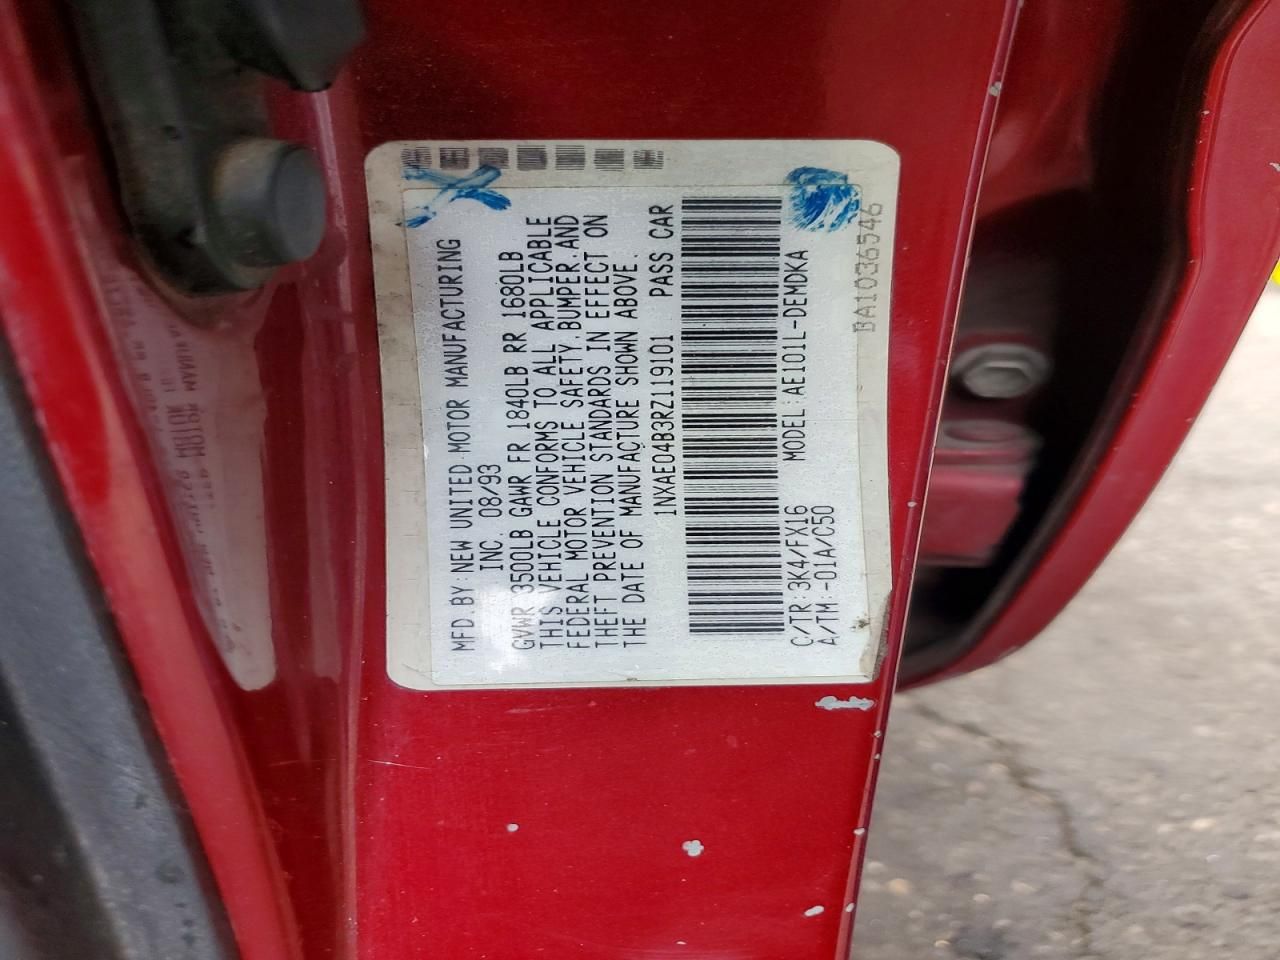 MFD. BY: NEW UNITED MOTOR MANUFACTURING
INC. 08/93
GVWR 3500LB GAWR FR 1840LB RR 1680LB
THIS VEHICLE CONFORMS TO ALL APPLICABLE
FEDERAL MOTOR VEHICLE SAFETY, BUMPER, AND
THEFT PREVENTION STANDARDS IN EFFECT ON
THE DATE OF MANUFACTURE SHOWN ABOVE.
1NXAE04B3RZ119101 PASS CAR
C/TR: 3K4/FX16 MODEL: AE101L-DEMDKA
A/TM: -01A/C50
BA1036546